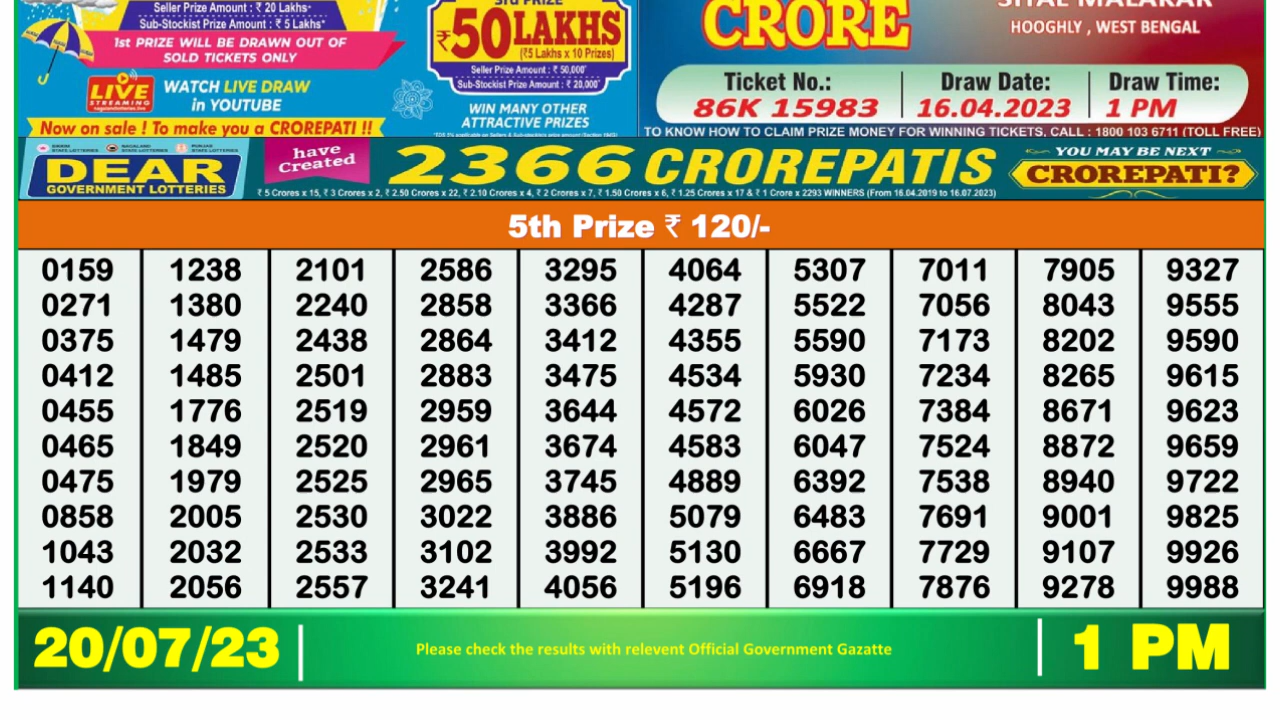 Seller Prize Amount : ₹ 20 Lakhs*
Sub-Stockist Prize Amount : ₹ 5 Lakhs*
1st PRIZE WILL BE DRAWN OUT OF
SOLD TICKETS ONLY
LIVE
STREAMING
WATCH LIVE DRAW
in YOUTUBE
Now on sale ! To make you a CROREPATI !!
3rd PRIZE
₹50LAKHS
(₹5 Lakhs x 10 Prizes)
Seller Prize Amount : ₹ 50,000*
Sub-Stockist Prize Amount : ₹ 20,000*
WIN MANY OTHER
ATTRACTIVE PRIZES
CRORE
MALAKAR
HOOGHLY , WEST BENGAL
Ticket No.: Draw Date: Draw Time:
86K 15983 16.04.2023 1 PM
TO KNOW HOW TO CLAIM PRIZE MONEY FOR WINNING TICKETS, CALL : 1800 103 6711 (TOLL FREE)
DEAR
GOVERNMENT LOTTERIES
have
Created
2366 CROREPATIS
₹ 5 Crores x 15, ₹ 3 Crores x 2, ₹ 2.50 Crores x 22, ₹ 2.10 Crores x 4, ₹ 2 Crores x 7, ₹ 1.50 Crores x 6, ₹ 1.25 Crores x 17 & ₹ 1 Crore x 2293 WINNERS (From 16.04.2019 to 16.07.2023)
YOU MAY BE NEXT
CROREPATI?
5th Prize ₹ 120/-
0159 1238 2101 2586 3295 4064 5307 7011 7905 9327
0271 1380 2240 2858 3366 4287 5522 7056 8043 9555
0375 1479 2438 2864 3412 4355 5590 7173 8202 9590
0412 1485 2501 2883 3475 4534 5930 7234 8265 9615
0455 1776 2519 2959 3644 4572 6026 7384 8671 9623
0465 1849 2520 2961 3674 4583 6047 7524 8872 9659
0475 1979 2525 2965 3745 4889 6392 7538 8940 9722
0858 2005 2530 3022 3886 5079 6483 7691 9001 9825
1043 2032 2533 3102 3992 5130 6667 7729 9107 9926
1140 2056 2557 3241 4056 5196 6918 7876 9278 9988
20/07/23
Please check the results with relevent Official Government Gazatte
1 PM